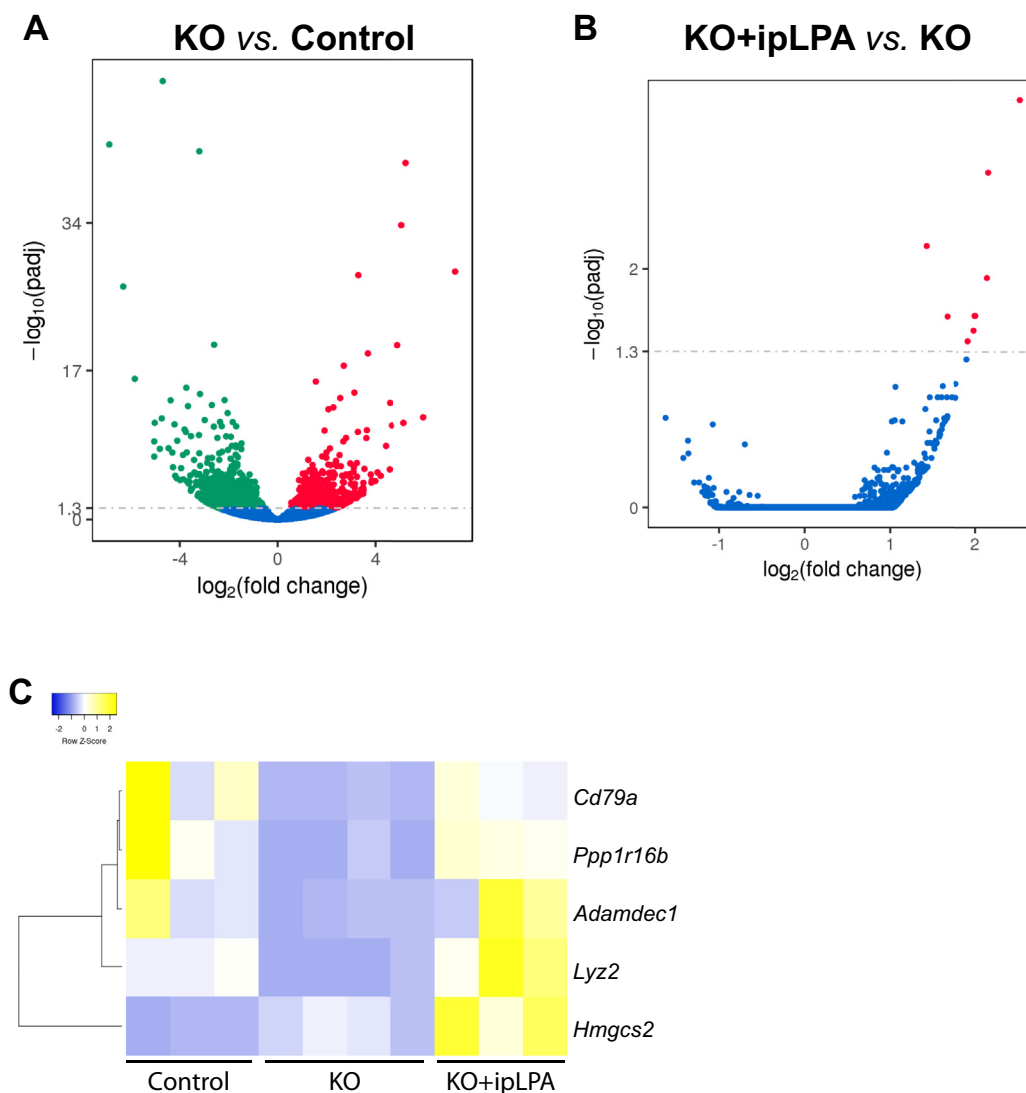 A
KO vs. Control
−log10(padj)
34
17
1.3
0
-4
0
4
log2(fold change)
B
KO+ipLPA vs. KO
2
1.3
0
-1
0
1
2
log2(fold change)
−log10(padj)
C
-2 0 1 2
Row Z-Score
Cd79a
Ppp1r16b
Adamdec1
Lyz2
Hmgcs2
Control KO KO+ipLPA